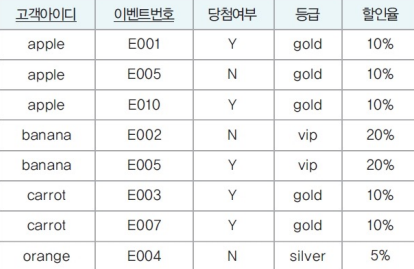 고객아이디 이벤트번호 당첨여부 등급 할인율
apple E001 Y gold 10%
apple E005 N gold 10%
apple E010 Y gold 10%
banana E002 N vip 20%
banana E005 Y vip 20%
carrot E003 Y gold 10%
carrot E007 Y gold 10%
orange E004 N silver 5%